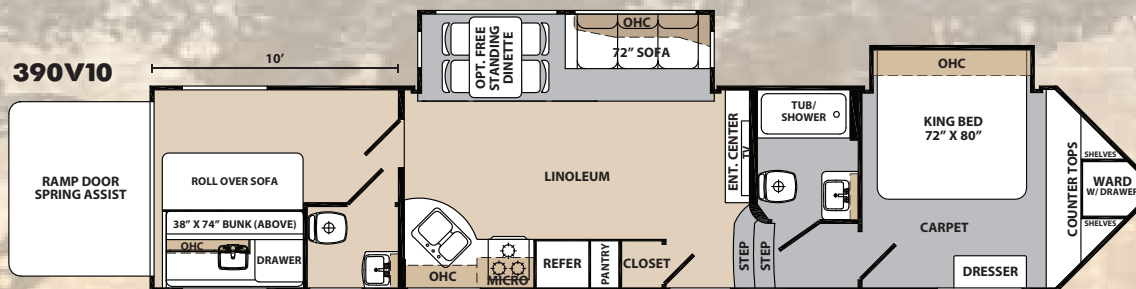 390V10
10'
RAMP DOOR
SPRING ASSIST
ROLL OVER SOFA
38" X 74" BUNK (ABOVE)
OHC
DRAWER
OPT. FREE
STANDING
DINETTE
OHC
72" SOFA
LINOLEUM
OHC
MICRO
REFER
PANTRY
CLOSET
ENT. CENTER
TV
STEP
STEP
TUB/
SHOWER
OHC
KING BED
72" X 80"
CARPET
DRESSER
COUNTER TOPS
SHELVES
WARD
W/ DRAWER
SHELVES